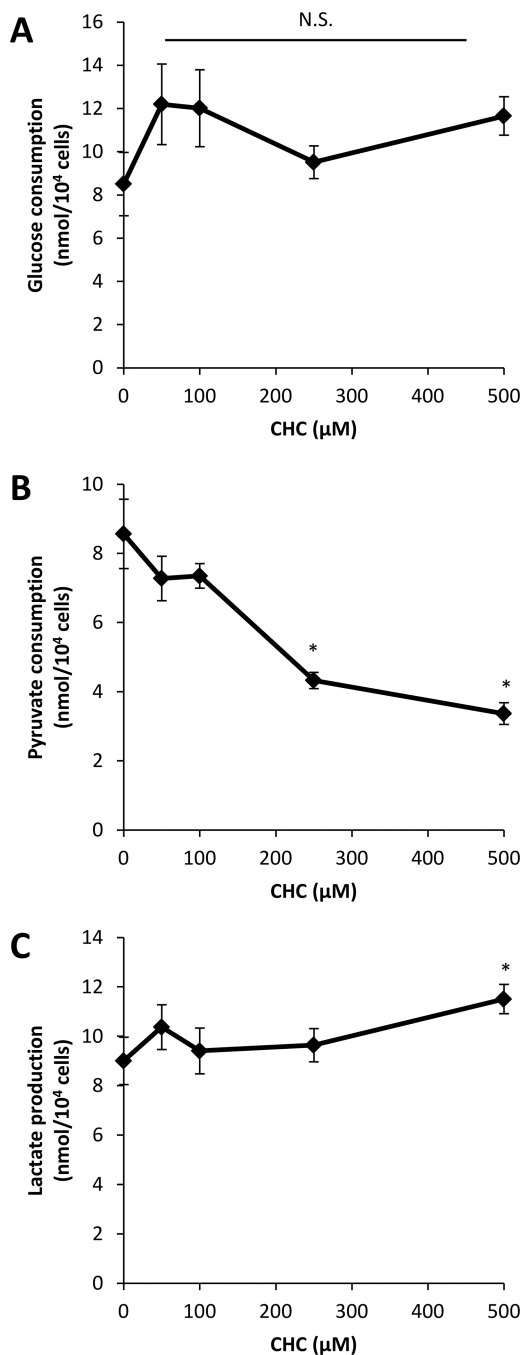 A
N.S.
16
14
12
10
8
6
4
2
0
Glucose consumption
(nmol/10⁴ cells)
0 100 200 300 400 500
CHC (μM)
B
10
8
6
4
2
0
Pyruvate consumption
(nmol/10⁴ cells)
*
*
0 100 200 300 400 500
CHC (μM)
C
14
12
10
8
6
4
2
0
Lactate production
(nmol/10⁴ cells)
*
0 100 200 300 400 500
CHC (μM)